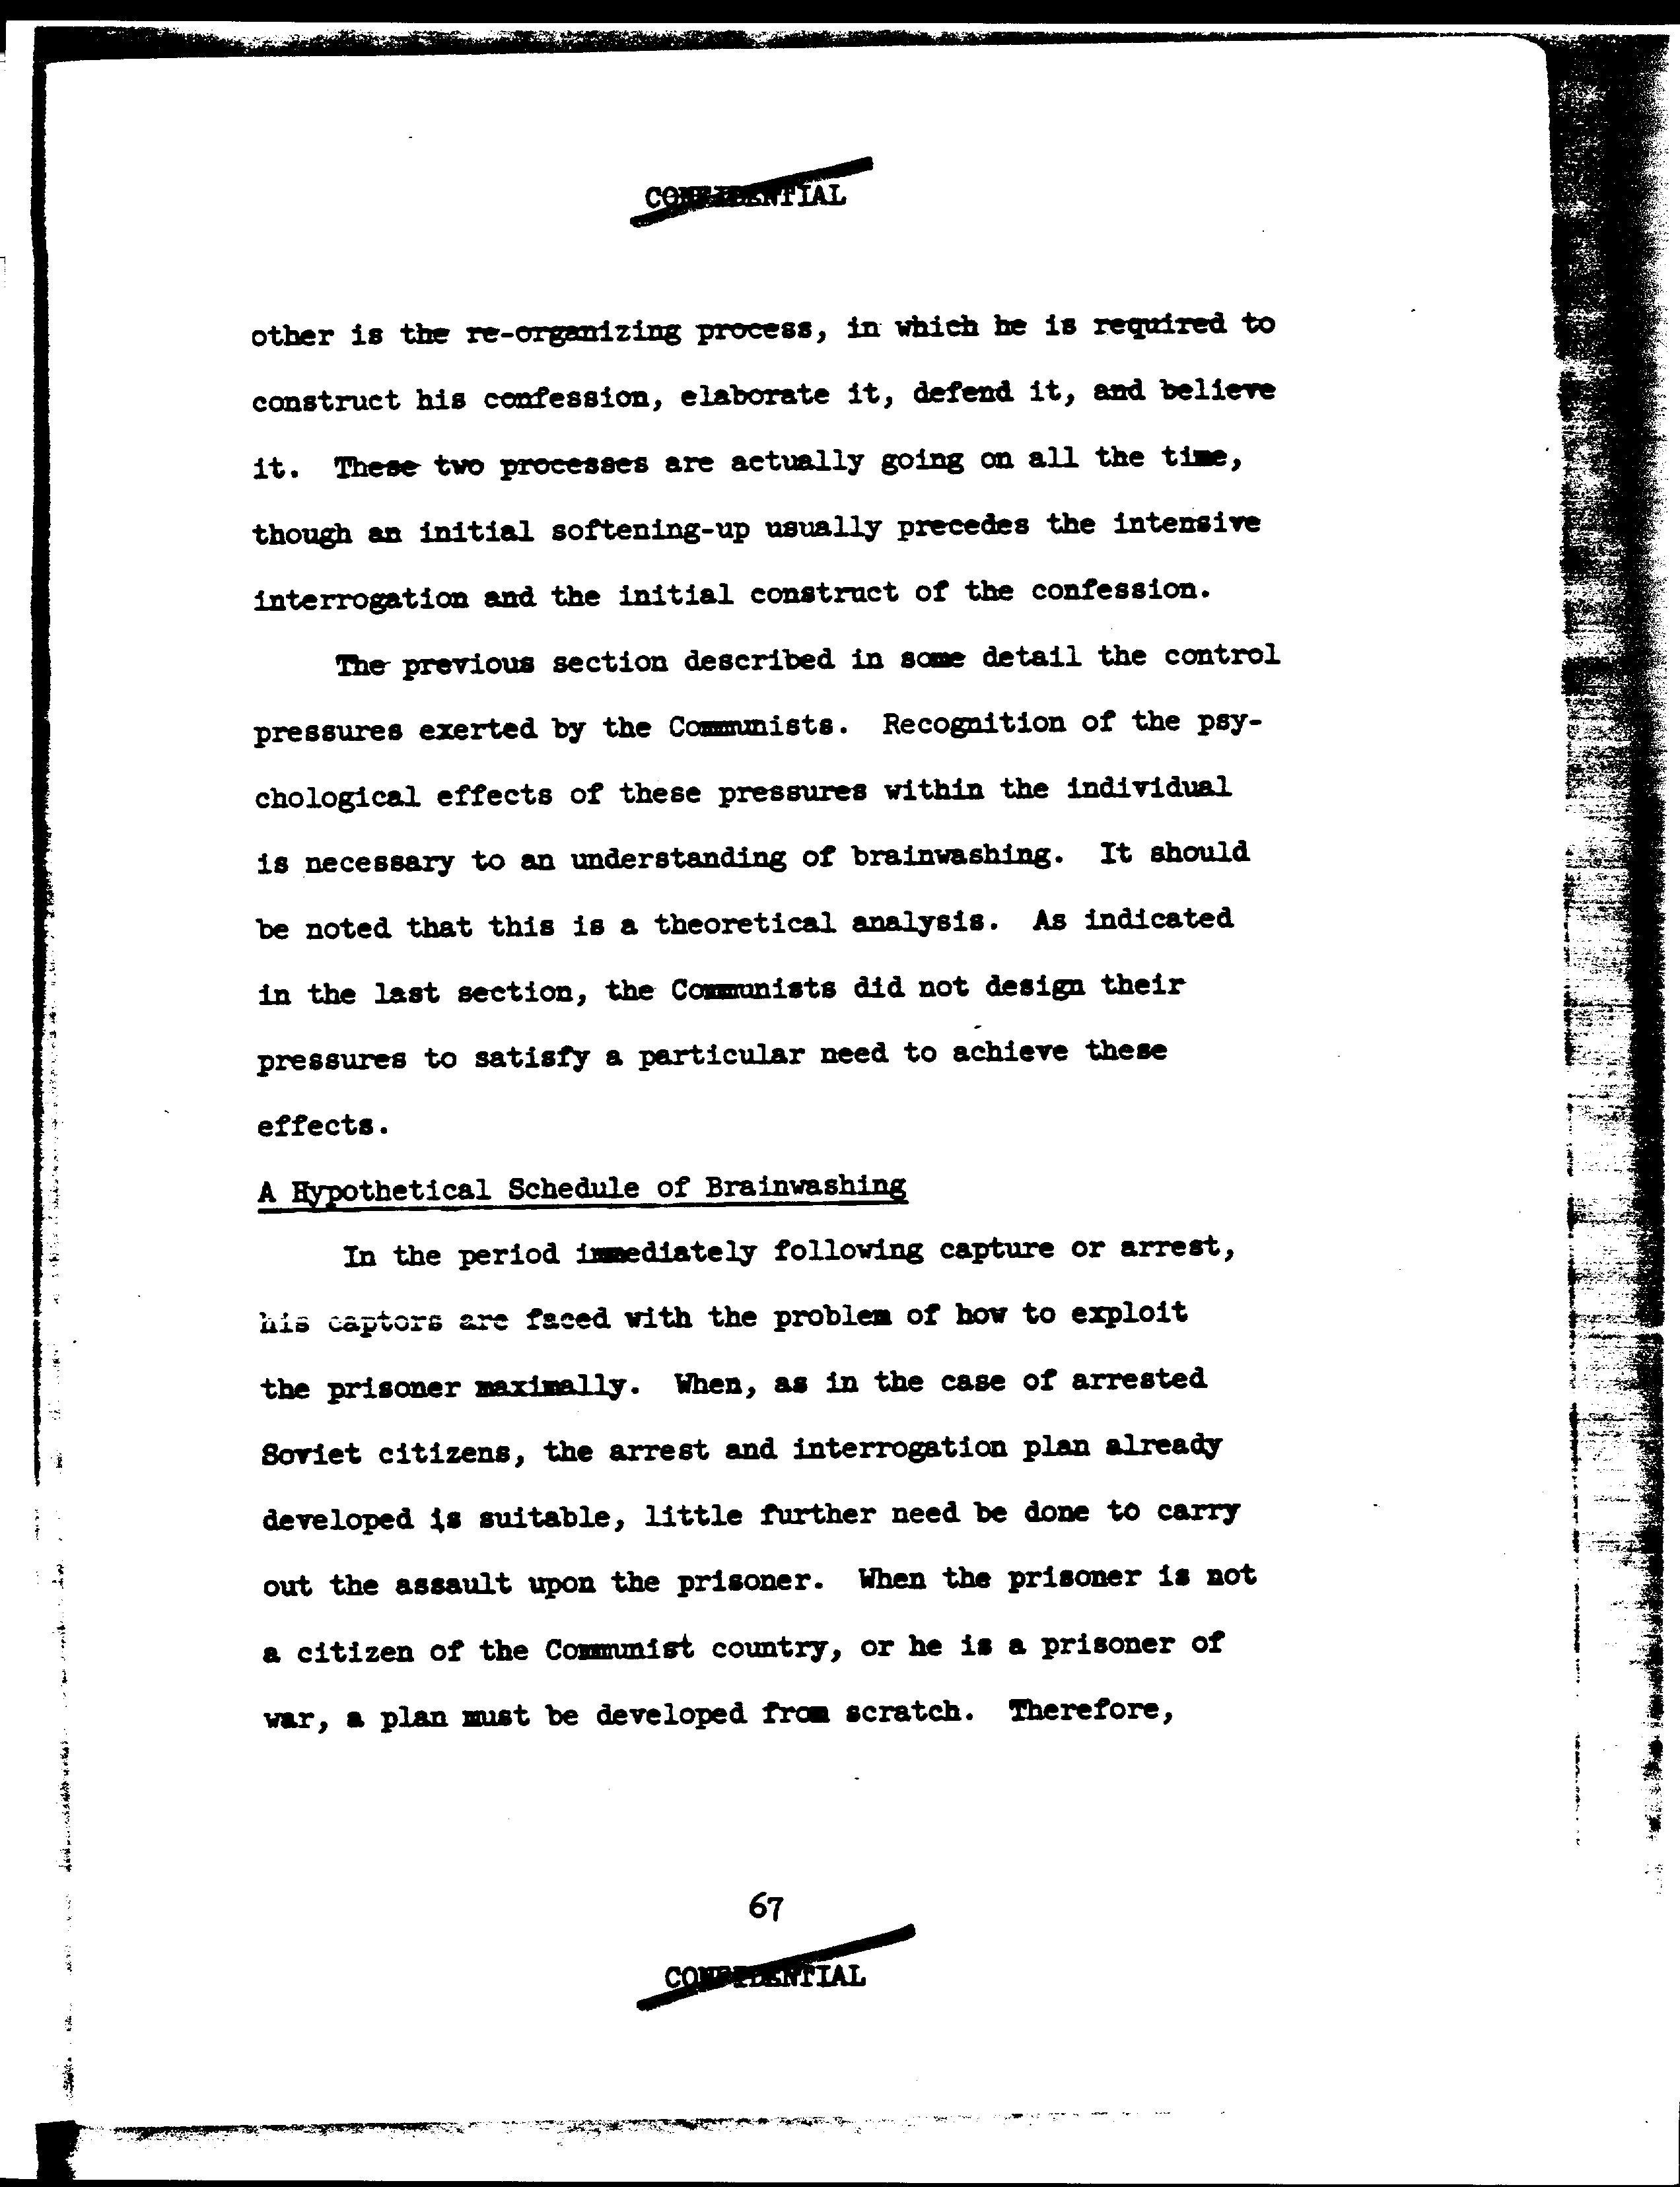 CONFIDENTIAL
other is the re-organizing process, in which he is required to
construct his confession, elaborate it, defend it, and believe
it. These two processes are actually going on all the time,
though an initial softening-up usually precedes the intensive
interrogation and the initial construct of the confession.
The previous section described in some detail the control
pressures exerted by the Communists. Recognition of the psy-
chological effects of these pressures within the individual
is necessary to an understanding of brainwashing. It should
be noted that this is a theoretical analysis. As indicated
in the last section, the Communists did not design their
pressures to satisfy a particular need to achieve these
effects.
A Hypothetical Schedule of Brainwashing
In the period immediately following capture or arrest,
his captors are faced with the problem of how to exploit
the prisoner maximally. When, as in the case of arrested
Soviet citizens, the arrest and interrogation plan already
developed is suitable, little further need be done to carry
out the assault upon the prisoner. When the prisoner is not
a citizen of the Communist country, or he is a prisoner of
war, a plan must be developed from scratch. Therefore,
67
CONFIDENTIAL